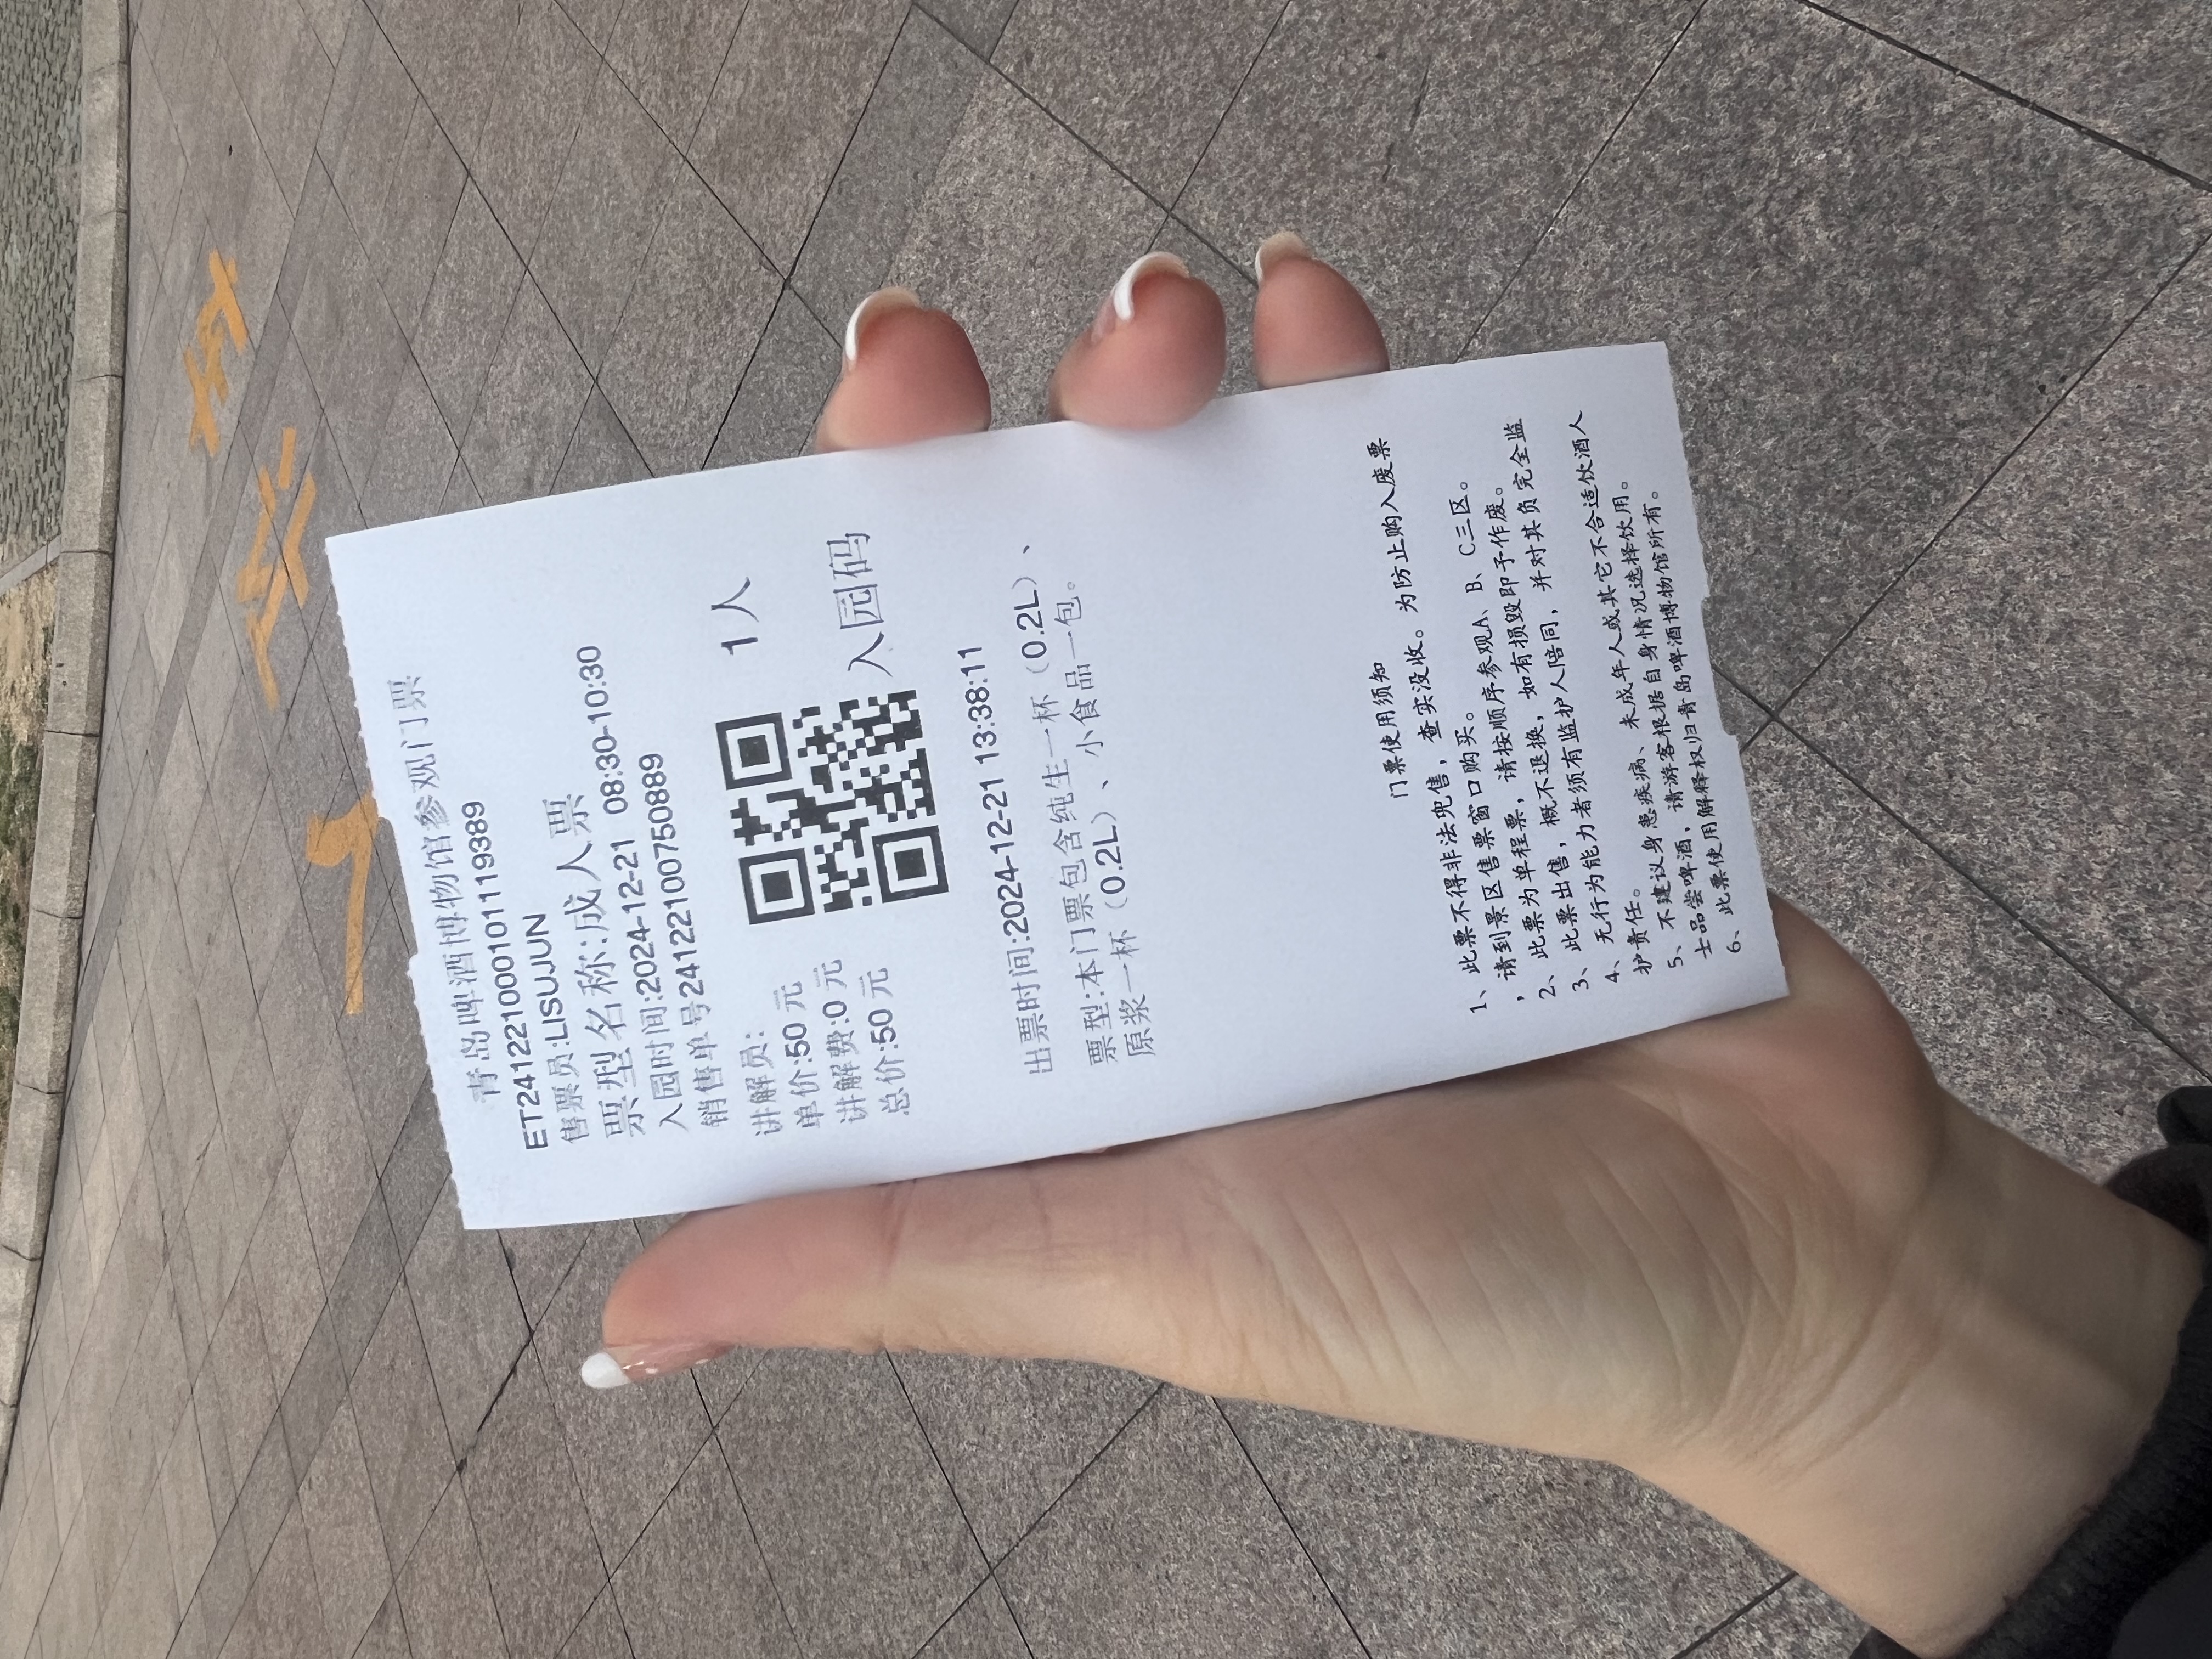 青岛啤酒博物馆参观门票
ET24122100010111119389
售票员:LISUJUN
票型名称:成人票
入园时间:2024-12-21 08:30-10:30
销售单号241221007750889
讲解员:
1人
单价:50 元
讲解费:0 元
总价:50 元
入园码
出票时间:2024-12-21 13:38:11
票型:本门票包含纯生一杯(0.2L)、
原浆一杯(0.2L)、小食品一包。
门票使用须知
1、此票不得非法兜售，查实没收。为防止购入废票
，请到景区售票窗口购买。
2、此票为单程票，请按顺序参观A、B、C三区。
3、此票出售，概不退换，如有损毁即予作废。
4、无行为能力者须有监护人陪同，并对其负完全监
护责任。
5、不建议身患疾病、未成年人或其它不合适饮酒人
士品尝啤酒，请游客根据自身情况选择饮用。
6、此票使用解释权归青岛啤酒博物馆所有。